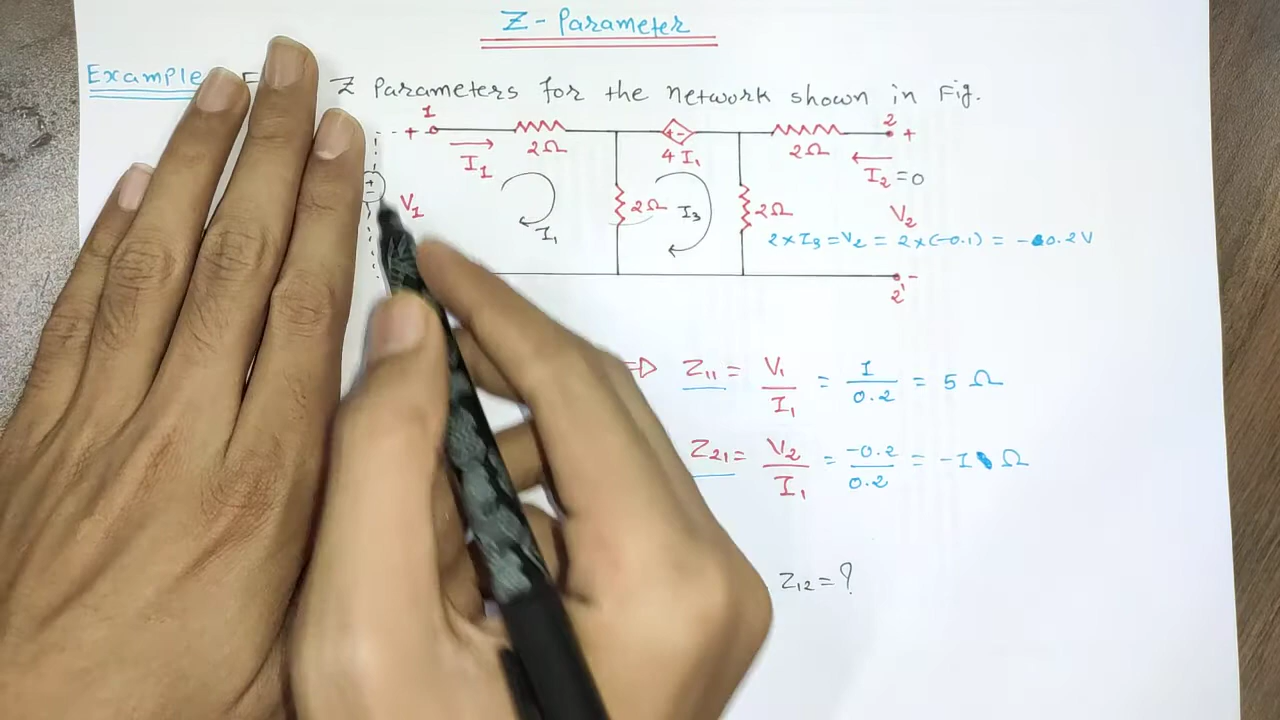 Z - Parameter
Example Z Parameters for the network shown in Fig.
1 2
+ + - +
2Ω 4I₁ 2Ω
I₁ I₂ = 0
+
-
V₁ 2Ω I₃ 2Ω V₂
I₁
2 × I₃ = V₂ = 2 × (-0.1) = -0.2 V
-
2'
⇒ Z₁₁ = V₁ / I₁ = 1 / 0.2 = 5 Ω
Z₂₁ = V₂ / I₁ = -0.2 / 0.2 = -1 Ω
Z₁₂ = ?